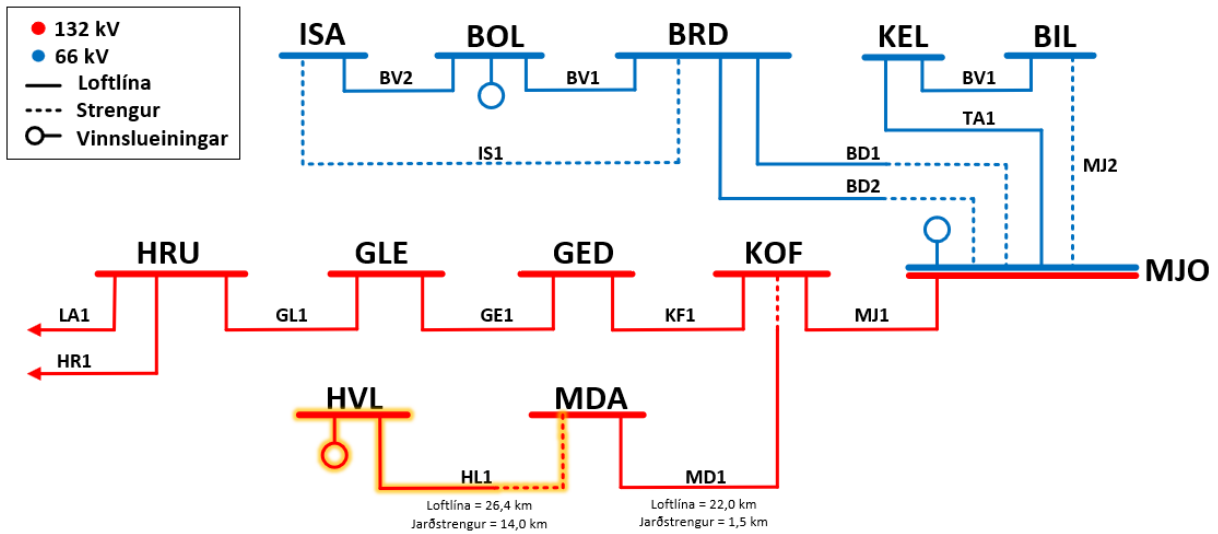 132 kV
66 kV
Loftlína
Strengur
Vinnslueiningar
ISA
BOL
BRD
KEL
BIL
BV2
BV1
BV1
TA1
IS1
BD1
MJ2
BD2
HRU
GLE
GED
KOF
MJO
LA1
GL1
GE1
KF1
MJ1
HR1
HVL
MDA
HL1
MD1
Loftlína = 26,4 km
Jarðstrengur = 14,0 km
Loftlína = 22,0 km
Jarðstrengur = 1,5 km